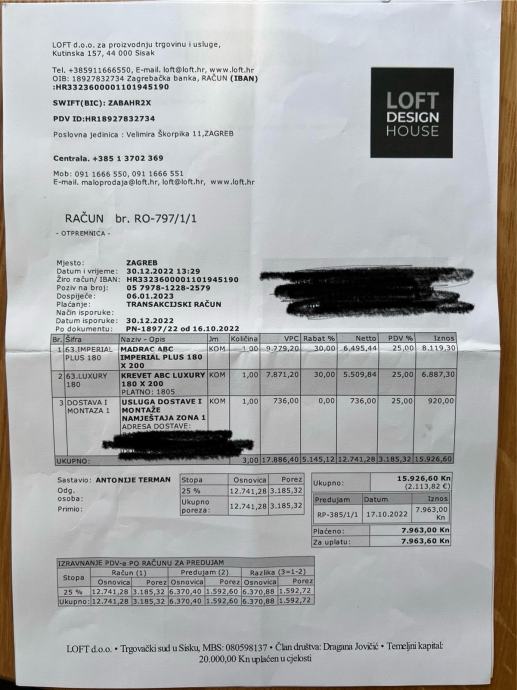 LOFT d.o.o. za proizvodnju trgovinu i usluge,
Kutinska 157, 44 000 Sisak
Tel. +385911666550, E-mail. loft@loft.hr, www.loft.hr
OIB: 18927832734 Zagrebačka banka, RAČUN (IBAN)
:HR3323600001101945190
SWIFT(BIC): ZABAHR2X
PDV ID:HR18927832734
Poslovna jedinica : Velimira Škorpika 11,ZAGREB
Centrala. +385 1 3702 369
Mob: 091 1666 550, 091 1666 551
E-mail. maloprodaja@loft.hr, loft@loft.hr, www.loft.hr
LOFT
DESIGN
HOUSE
RAČUN br. RO-797/1/1
- OTPREMNICA -
Mjesto: ZAGREB
Datum i vrijeme: 30.12.2022 13:29
Žiro račun/ IBAN: HR3323600001101945190
Poziv na broj: 05 7978-1228-2579
Dospijeće: 06.01.2023
Plaćanje: TRANSAKCIJSKI RAČUN
Način isporuke:
Datum isporuke: 30.12.2022
Po dokumentu: PN-1897/22 od 16.10.2022
Br. Šifra Naziv - Opis Jm Količina VPC Rabat % Netto PDV % Iznos
1 63.IMPERIAL PLUS 180 MADRAC ABC IMPERIAL PLUS 180 X 200 KOM 1,00 9.279,20 30,00 6.495,44 25,00 8.119,30
2 63.LUXURY 180 KREVET ABC LUXURY 180 X 200 PLATNO: 1805 KOM 1,00 7.871,20 30,00 5.509,84 25,00 6.887,30
3 DOSTAVA I MONTAZA 1 USLUGA DOSTAVE I MONTAŽE NAMJEŠTAJA ZONA 1 ADRESA DOSTAVE: KOM 1,00 736,00 0,00 736,00 25,00 920,00
UKUPNO: 3,00 17.886,40 5.145,12 12.741,28 3.185,32 15.926,60
Sastavio: ANTONIJE TERMAN
Odg. osoba:
Primio:
Stopa Osnovica Porez
25 % 12.741,28 3.185,32
Ukupno poreza: 12.741,28 3.185,32
Ukupno: 15.926,60 Kn
(2.113,82 €)
Predujam Datum Iznos
RP-385/1/1 17.10.2022 7.963,00 Kn
Plaćeno: 7.963,00 Kn
Za uplatu: 7.963,60 Kn
IZRAVNANJE PDV-a PO RAČUNU ZA PREDUJAM
Stopa Račun (1) Predujam (2) Razlika (3=1-2)
Osnovica Porez Osnovica Porez Osnovica Porez
25 % 12.741,28 3.185,32 6.370,40 1.592,60 6.370,88 1.592,72
Ukupno: 12.741,28 3.185,32 6.370,40 1.592,60 6.370,88 1.592,72
LOFT d.o.o. • Trgovački sud u Sisku, MBS: 080598137 • Član društva: Dragana Jovičić • Temeljni kapital:
20.000,00 Kn uplaćen u cjelosti